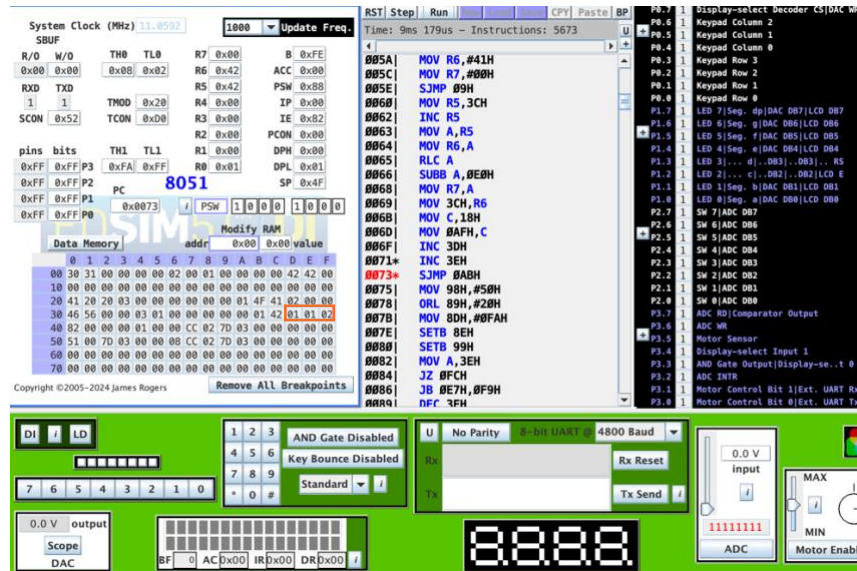 System Clock (MHz) 11.0592 1000 Update Freq.
SBUF
R/O W/O TH0 TL0 R7 0x00 B 0xFE
0x00 0x00 0x08 0x02 R6 0x42 ACC 0x00
RXD TXD R5 0x42 PSW 0x88
1 1 TMOD 0x20 R4 0x00 IP 0x00
SCON 0x52 TCON 0xD0 R3 0x00 IE 0x82
R2 0x00 PCON 0x00
pins bits TH1 TL1 R1 0x00 DPH 0x00
0xFF 0xFF P3 0xFA 0xFF R0 0x01 DPL 0x01
0xFF 0xFF P2 8051 SP 0x4F
0xFF 0xFF P1 PC
0xFF 0xFF P0 0x0073 i PSW 1 0 0 0 1 0 0 0
Modify RAM
Data Memory addr 0x00 0x00 value
0 1 2 3 4 5 6 7 8 9 A B C D E F
00 30 31 00 00 00 00 02 00 01 00 00 00 00 42 42 00
10 00 00 00 00 00 00 00 00 00 00 00 00 00 00 00 00
20 41 20 20 03 00 00 00 00 00 00 00 01 4F 41 02 00 00
30 46 56 00 00 03 01 00 00 00 00 00 01 42 01 01 02
40 82 00 00 00 01 00 00 CC 02 7D 03 00 00 00 00 00
50 51 00 7D 03 00 00 08 CC 02 7D 03 00 00 00 00 00
60 00 00 00 00 00 00 00 00 00 00 00 00 00 00 00 00
70 00 00 00 00 00 00 00 00 00 00 00 00 00 00 00 00
Copyright ©2005-2024 James Rogers Remove All Breakpoints
RST Step Run New Load Save CPY Paste BP
Time: 9ms 179us - Instructions: 5673 U
005A| MOV R6,#41H
005C| MOV R7,#00H
005E| SJMP 09H
0060| MOV R5,3CH
0062| INC R5
0063| MOV A,R5
0064| MOV R6,A
0065| RLC A
0066| SUBB A,0E0H
0068| MOV R7,A
0069| MOV 3CH,R6
006B| MOV C,18H
006D| MOV 0AFH,C
006F| INC 3DH
0071* INC 3EH
0073* SJMP 0ABH
0075| MOV 98H,#50H
0078| ORL 89H,#20H
007B| MOV 8DH,#0FAH
007E| SETB 8EH
0080| SETB 99H
0082| MOV A,3EH
0084| JZ 0FCH
0086| JB 0E7H,0F9H
0089| DEC 3EH
P0.7 1 Display-select Decoder CS|DAC WR
P0.6 1 Keypad Column 2
P0.5 1 Keypad Column 1
P0.4 1 Keypad Column 0
P0.3 1 Keypad Row 3
P0.2 1 Keypad Row 2
P0.1 1 Keypad Row 1
P0.0 1 Keypad Row 0
P1.7 1 LED 7|Seg. dp|DAC DB7|LCD DB7
P1.6 1 LED 6|Seg. g|DAC DB6|LCD DB6
P1.5 1 LED 5|Seg. f|DAC DB5|LCD DB5
P1.4 1 LED 4|Seg. e|DAC DB4|LCD DB4
P1.3 1 LED 3|... d|..DB3|..DB3|.. RS
P1.2 1 LED 2|... c|..DB2|..DB2|LCD E
P1.1 1 LED 1|Seg. b|DAC DB1|LCD DB1
P1.0 1 LED 0|Seg. a|DAC DB0|LCD DB0
P2.7 1 SW 7|ADC DB7
P2.6 1 SW 6|ADC DB6
P2.5 1 SW 5|ADC DB5
P2.4 1 SW 4|ADC DB4
P2.3 1 SW 3|ADC DB3
P2.2 1 SW 2|ADC DB2
P2.1 1 SW 1|ADC DB1
P2.0 1 SW 0|ADC DB0
P3.7 1 ADC RD|Comparator Output
P3.6 1 ADC WR
P3.5 1 Motor Sensor
P3.4 1 Display-select Input 1
P3.3 1 AND Gate Output|Display-se..t 0
P3.2 1 ADC INTR
P3.1 1 Motor Control Bit 1|Ext. UART Rx
P3.0 1 Motor Control Bit 0|Ext. UART Tx
DI i LD
7 6 5 4 3 2 1 0
0.0 V output
Scope
DAC
1 2 3
4 5 6
7 8 9
* 0 #
AND Gate Disabled
Key Bounce Disabled
Standard i
BF 0 AC 0x00 IR 0x00 DR 0x00 i
U No Parity 8-bit UART @ 4800 Baud
Rx Rx Reset
Tx Tx Send i
8.8.8.8.
0.0 V
input
i
11111111
ADC
MAX
i
MIN
Motor Enabl